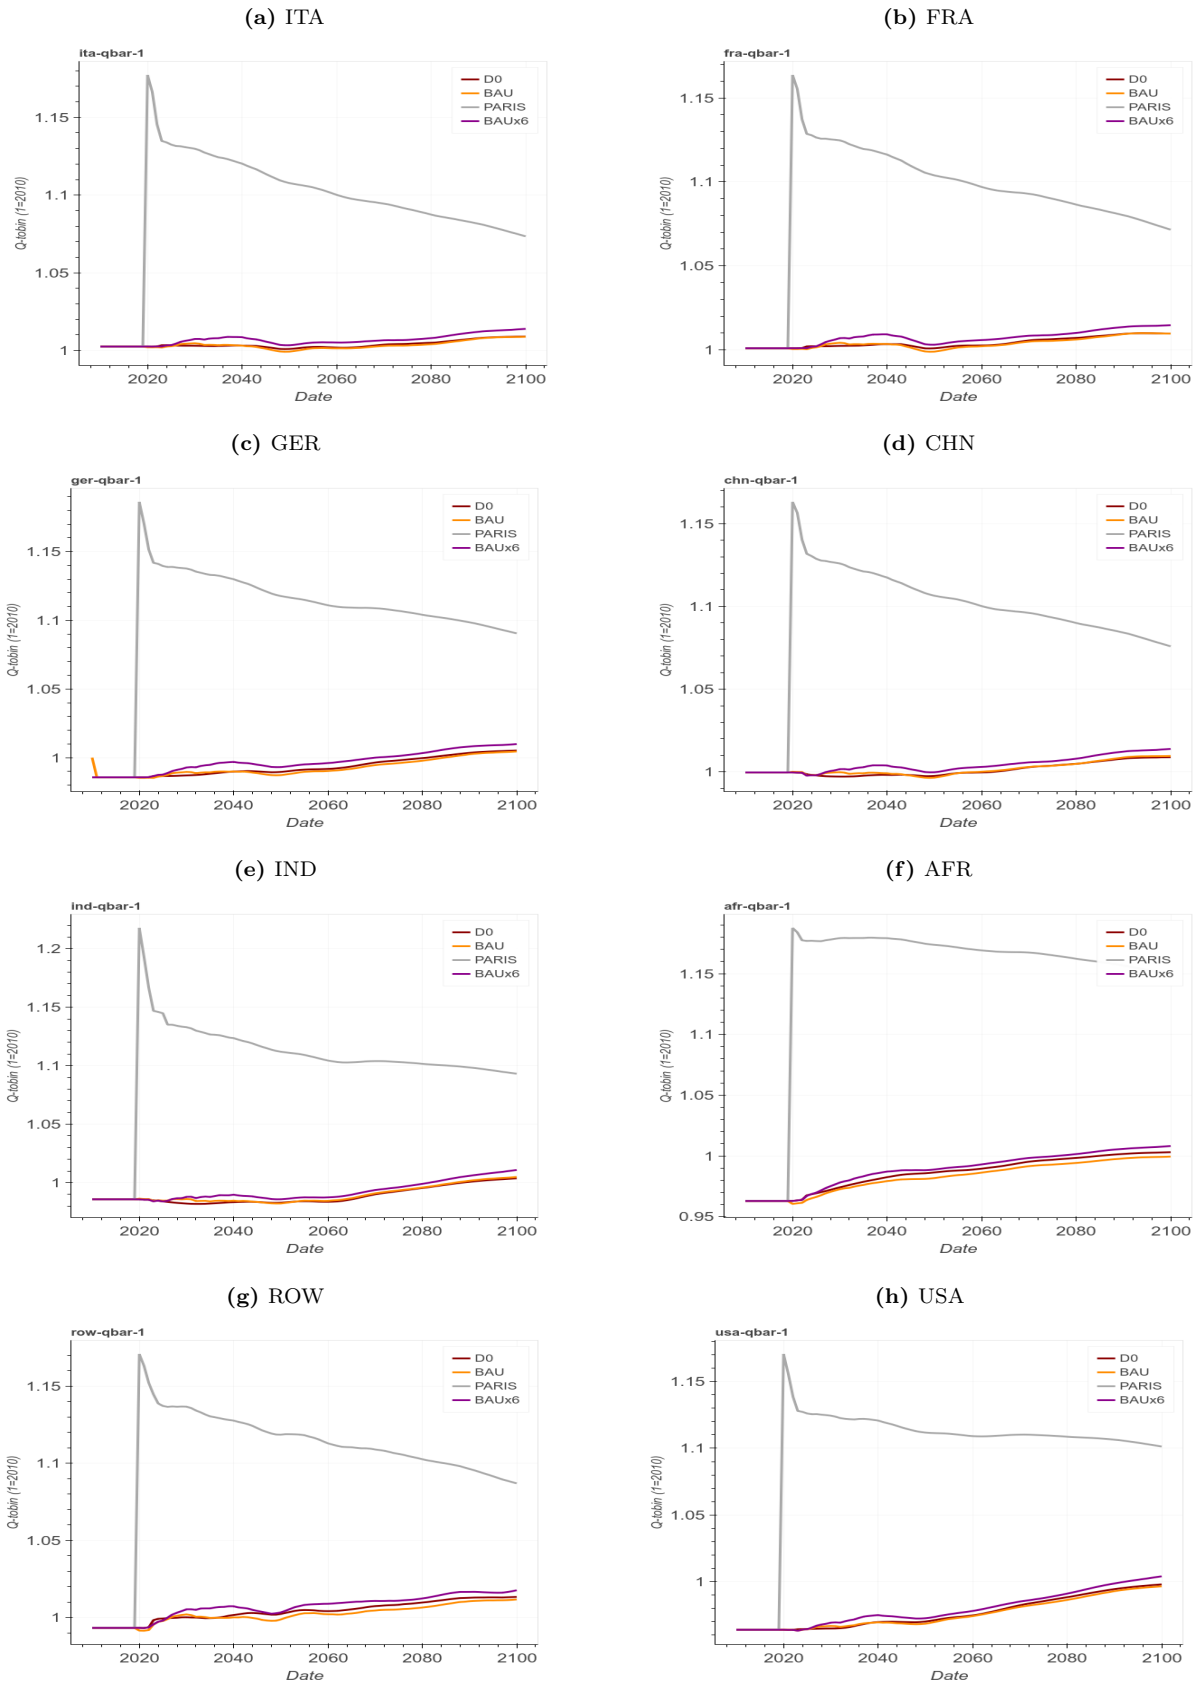 (a) ITA
ita-qbar-1
Q-tobin (1=2010)
1.15
1.1
1.05
1
D0
BAU
PARIS
BAUx6
2020 2040 2060 2080 2100
Date
(b) FRA
fra-qbar-1
Q-tobin (1=2010)
1.15
1.1
1.05
1
D0
BAU
PARIS
BAUx6
2020 2040 2060 2080 2100
Date
(c) GER
ger-qbar-1
Q-tobin (1=2010)
1.15
1.1
1.05
1
D0
BAU
PARIS
BAUx6
2020 2040 2060 2080 2100
Date
(d) CHN
chn-qbar-1
Q-tobin (1=2010)
1.15
1.1
1.05
1
D0
BAU
PARIS
BAUx6
2020 2040 2060 2080 2100
Date
(e) IND
ind-qbar-1
Q-tobin (1=2010)
1.2
1.15
1.1
1.05
1
D0
BAU
PARIS
BAUx6
2020 2040 2060 2080 2100
Date
(f) AFR
afr-qbar-1
Q-tobin (1=2010)
1.15
1.1
1.05
1
0.95
D0
BAU
PARIS
BAUx6
2020 2040 2060 2080 2100
Date
(g) ROW
row-qbar-1
Q-tobin (1=2010)
1.15
1.1
1.05
1
D0
BAU
PARIS
BAUx6
2020 2040 2060 2080 2100
Date
(h) USA
usa-qbar-1
Q-tobin (1=2010)
1.15
1.1
1.05
1
D0
BAU
PARIS
BAUx6
2020 2040 2060 2080 2100
Date